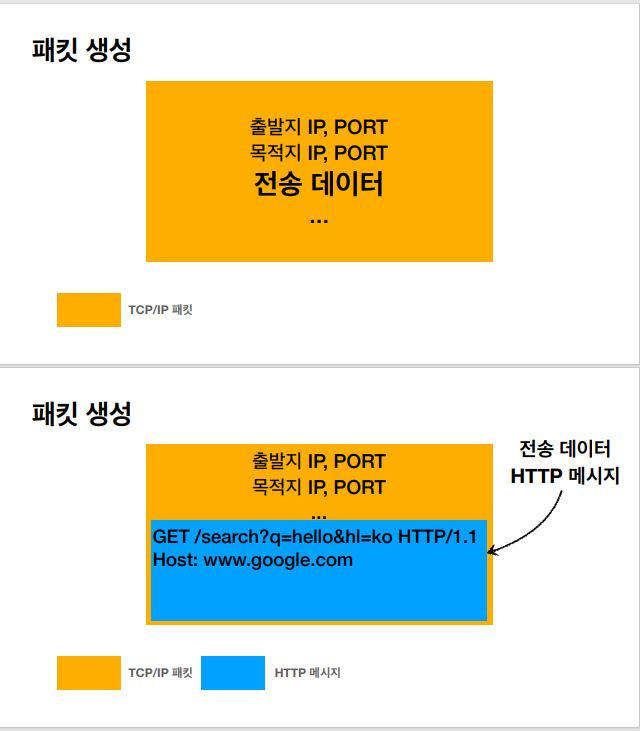 패킷 생성
출발지 IP, PORT
목적지 IP, PORT
전송 데이터
...
TCP/IP 패킷
패킷 생성
전송 데이터
HTTP 메시지
출발지 IP, PORT
목적지 IP, PORT
...
GET /search?q=hello&hl=ko HTTP/1.1
Host: www.google.com
TCP/IP 패킷
HTTP 메시지